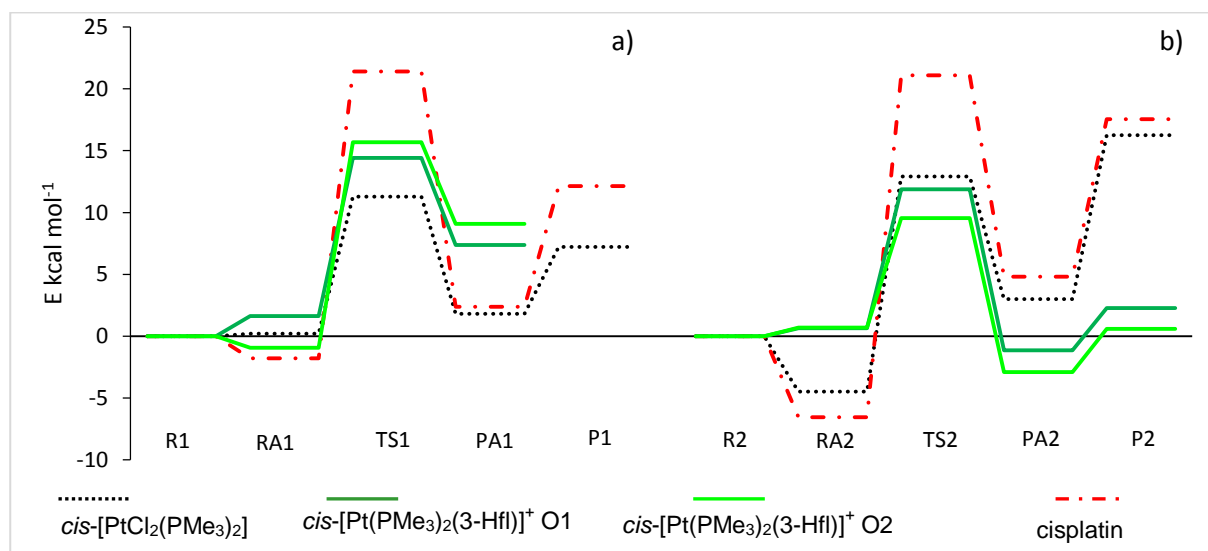 a) b)
25
20
15
10
5
0
-5
-10
E kcal mol⁻¹
R1 RA1 TS1 PA1 P1 R2 RA2 TS2 PA2 P2
cis-[PtCl₂(PMe₃)₂] cis-[Pt(PMe₃)₂(3-Hfl)]⁺ O1 cis-[Pt(PMe₃)₂(3-Hfl)]⁺ O2 cisplatin